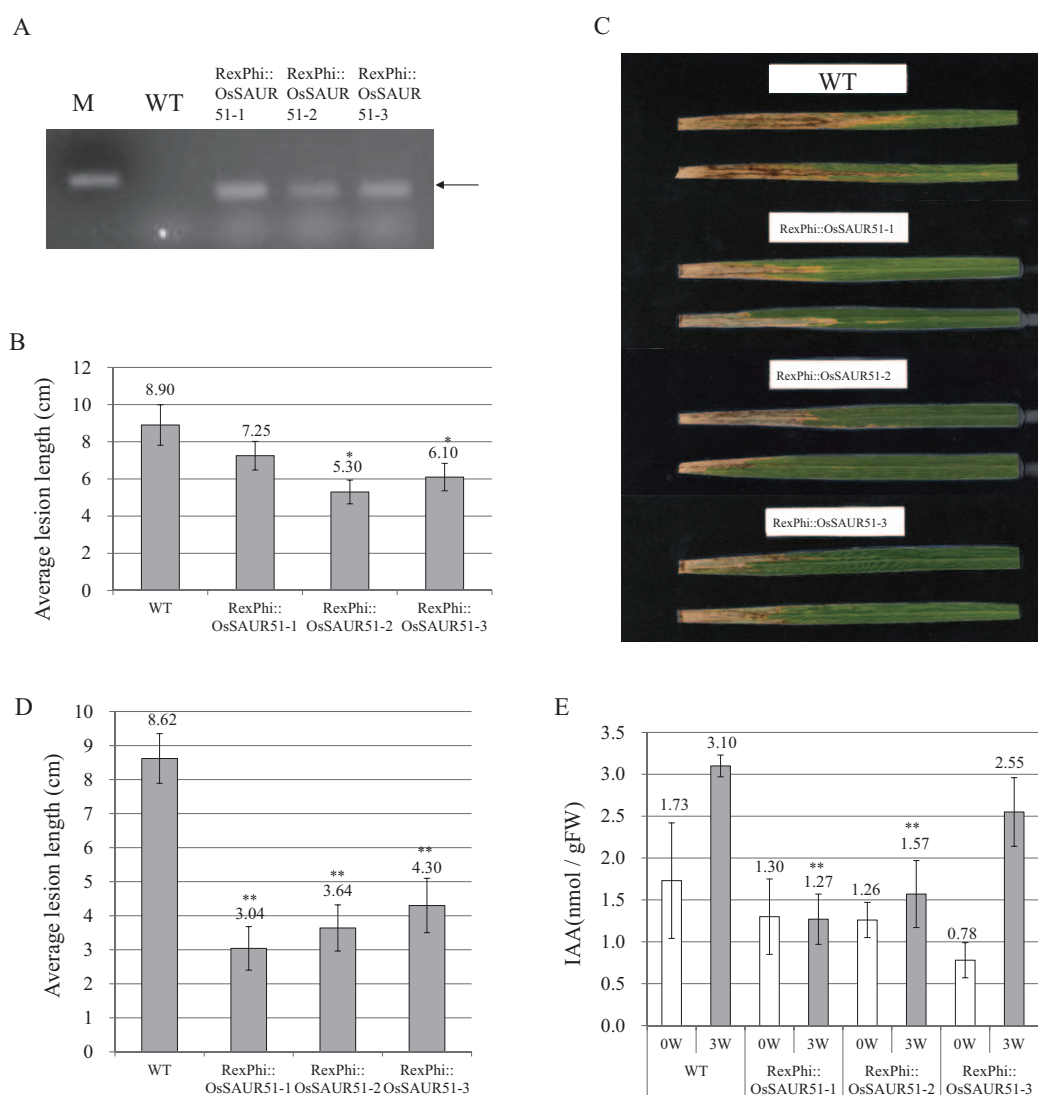 A
M
WT
RexPhi::
OsSAUR
51-1
RexPhi::
OsSAUR
51-2
RexPhi::
OsSAUR
51-3
B
Average lesion length (cm)
12
10
8
6
4
2
0
8.90
7.25
*
5.30
*
6.10
WT
RexPhi::
OsSAUR51-1
RexPhi::
OsSAUR51-2
RexPhi::
OsSAUR51-3
C
WT
RexPhi::OsSAUR51-1
RexPhi::OsSAUR51-2
RexPhi::OsSAUR51-3
D
Average lesion length (cm)
10
9
8
7
6
5
4
3
2
1
0
8.62
**
3.04
**
3.64
**
4.30
WT
RexPhi::
OsSAUR51-1
RexPhi::
OsSAUR51-2
RexPhi::
OsSAUR51-3
E
IAA(nmol / gFW)
3.5
3.0
2.5
2.0
1.5
1.0
0.5
0.0
1.73
3.10
1.30
**
1.27
1.26
**
1.57
0.78
2.55
0W 3W 0W 3W 0W 3W 0W 3W
WT
RexPhi::
OsSAUR51-1
RexPhi::
OsSAUR51-2
RexPhi::
OsSAUR51-3